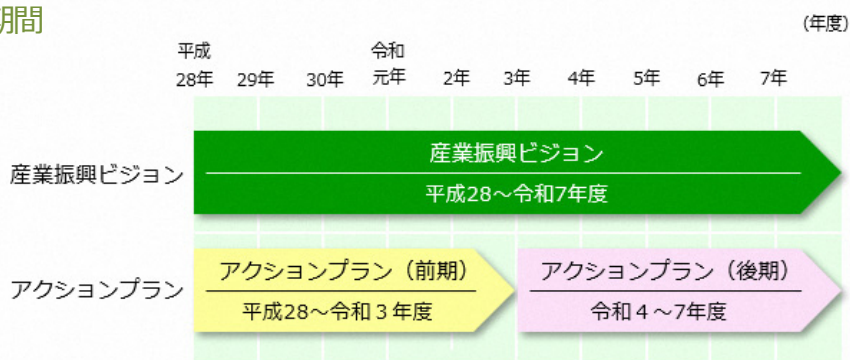 期間
(年度)
平成 令和
28年 29年 30年 元年 2年 3年 4年 5年 6年 7年
産業振興ビジョン
産業振興ビジョン
平成28～令和7年度
アクションプラン
アクションプラン（前期）
平成28～令和３年度
アクションプラン（後期）
令和４～7年度